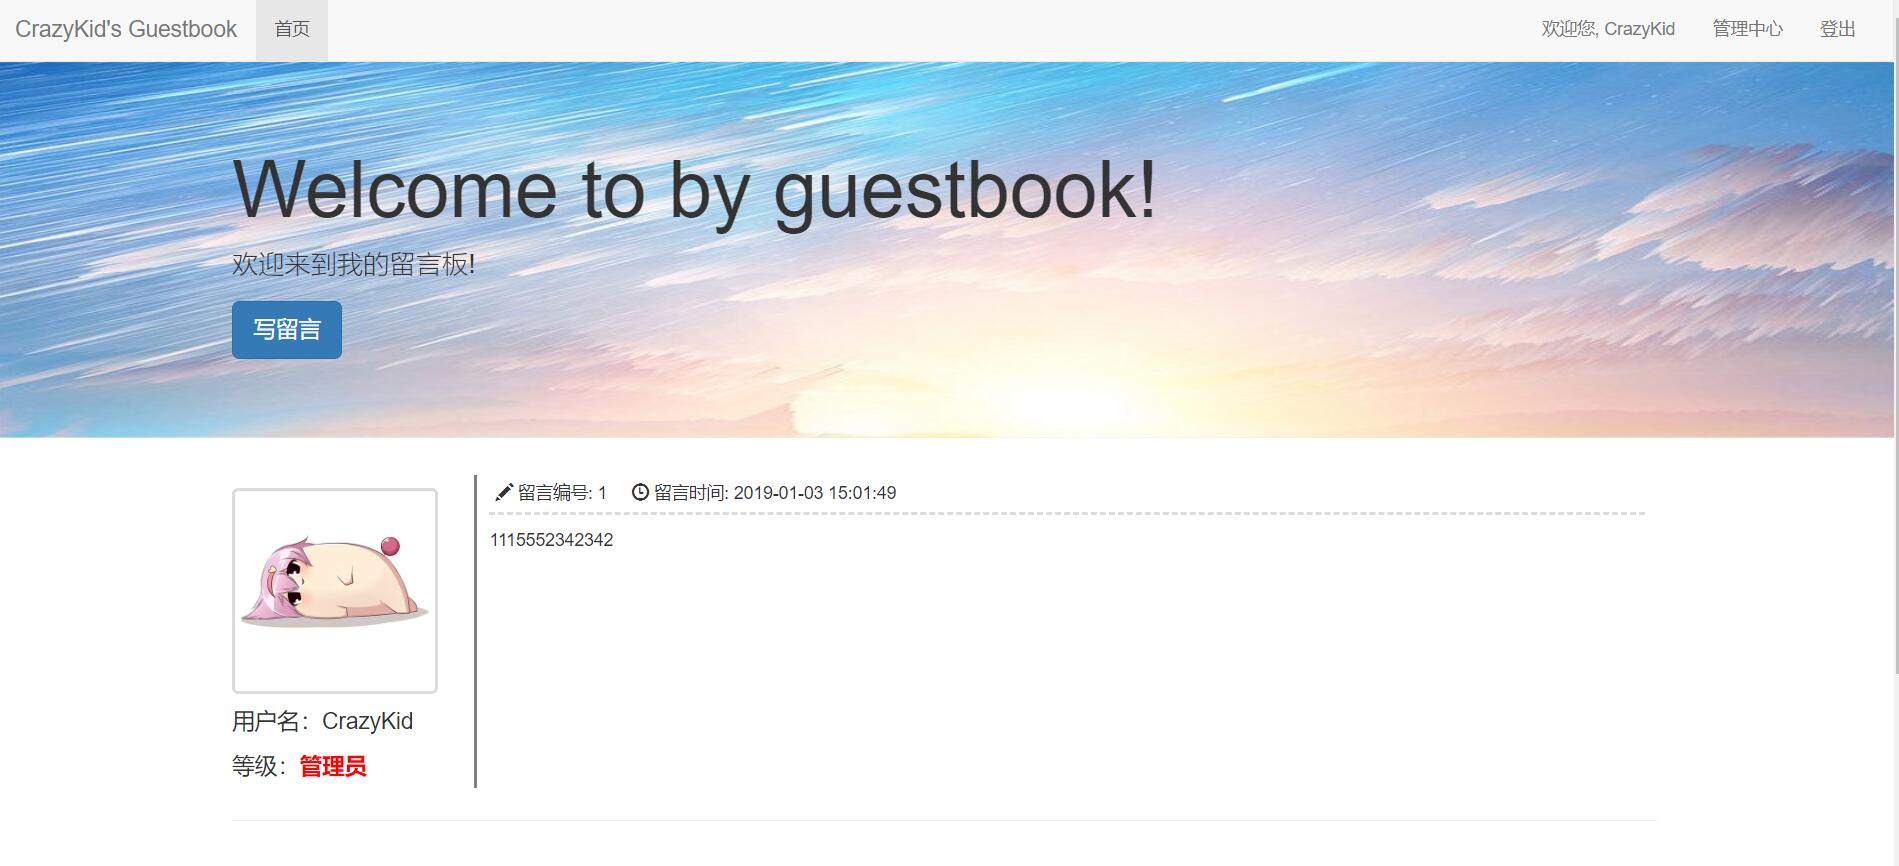 CrazyKid's Guestbook 首页 欢迎您, CrazyKid 管理中心 登出
Welcome to by guestbook!
欢迎来到我的留言板!
写留言
留言编号: 1 留言时间: 2019-01-03 15:01:49
1115552342342
用户名：CrazyKid
等级：管理员